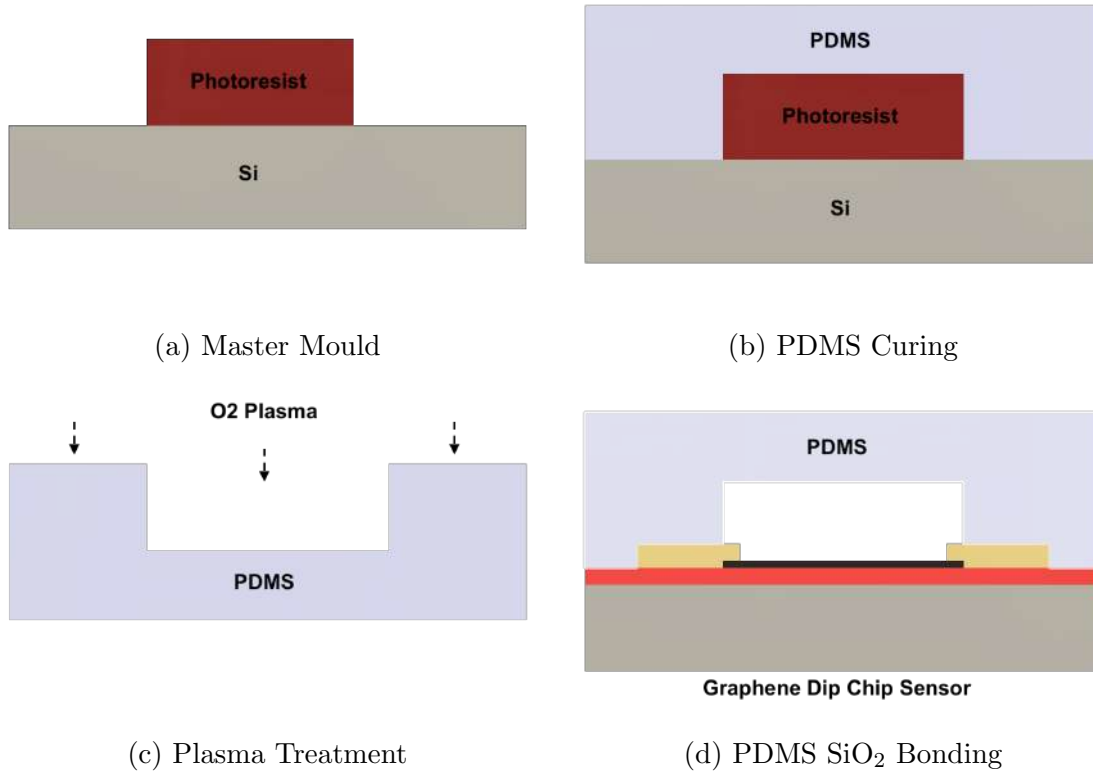 Photoresist
Si
PDMS
Photoresist
Si
(a) Master Mould
(b) PDMS Curing
O2 Plasma
PDMS
PDMS
Graphene Dip Chip Sensor
(c) Plasma Treatment
(d) PDMS SiO₂ Bonding